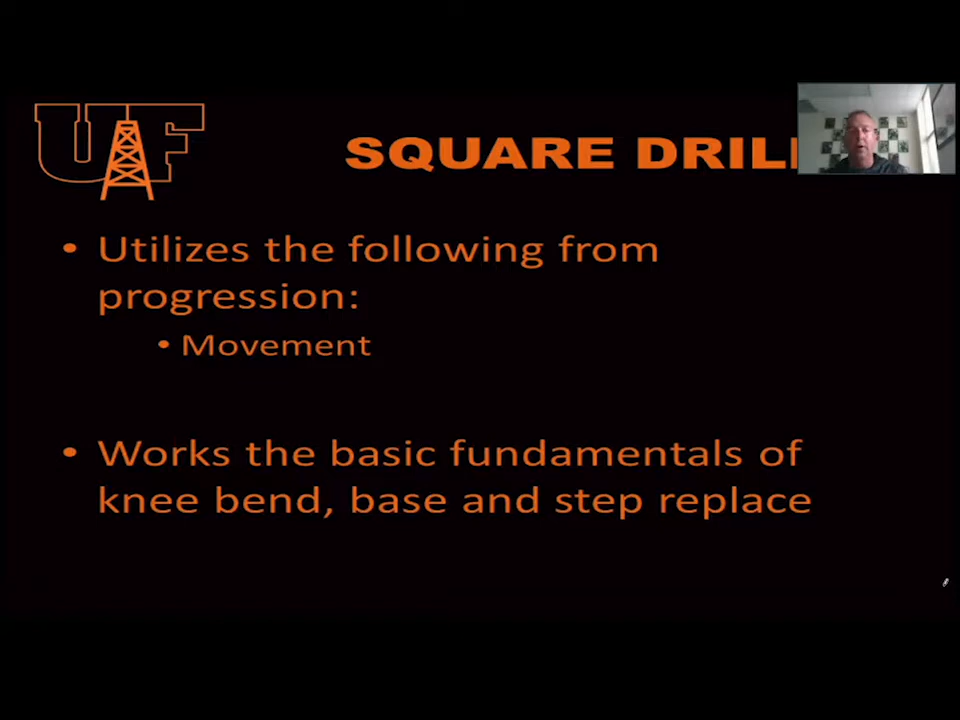 UF
SQUARE DRIL
• Utilizes the following from
progression:
• Movement
• Works the basic fundamentals of
knee bend, base and step replace